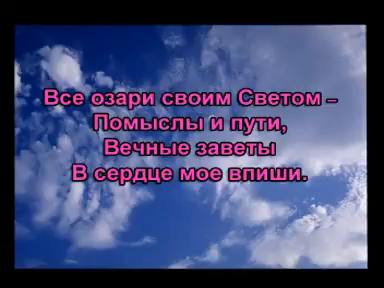 Все озари своим Светом –
Помыслы и пути,
Вечные заветы
В сердце мое впиши.